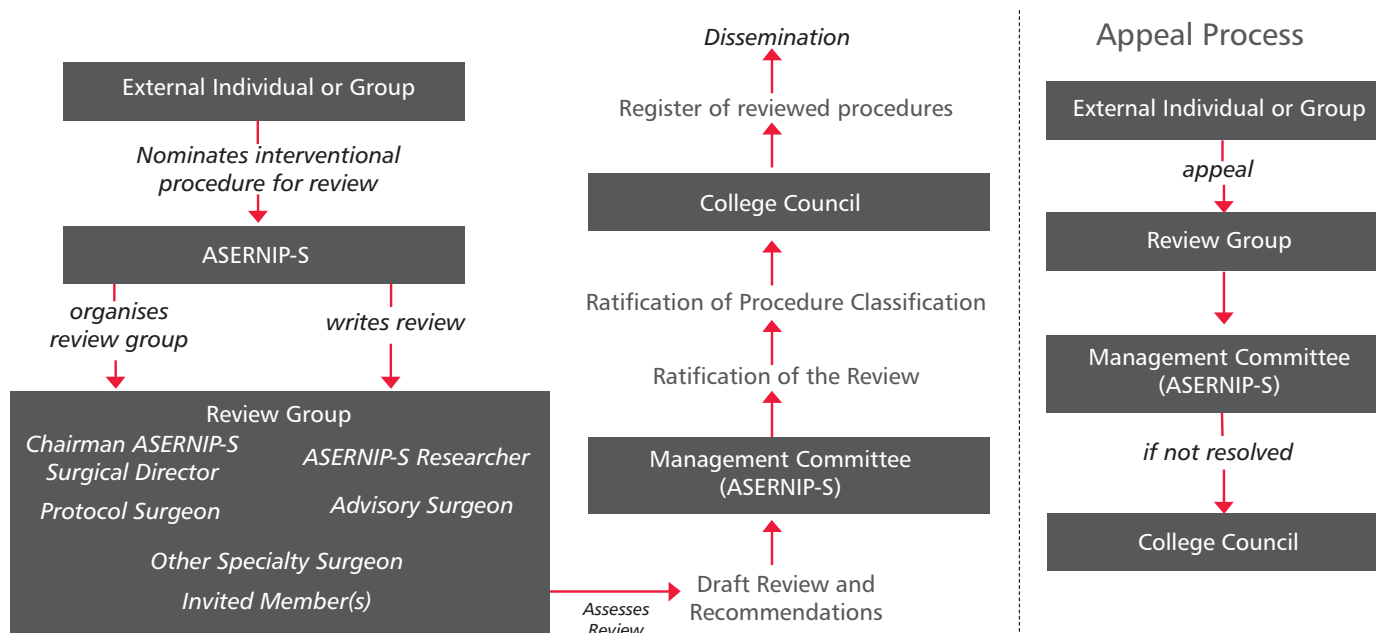 External Individual or Group
Nominates interventional
procedure for review
ASERNIP-S
organises
review group
writes review
Review Group
Chairman ASERNIP-S
Surgical Director
ASERNIP-S Researcher
Protocol Surgeon
Advisory Surgeon
Other Specialty Surgeon
Invited Member(s)
Assesses
Review
Dissemination
Register of reviewed procedures
College Council
Ratification of Procedure Classification
Ratification of the Review
Management Committee
(ASERNIP-S)
Draft Review and
Recommendations
Appeal Process
External Individual or Group
appeal
Review Group
Management Committee
(ASERNIP-S)
if not resolved
College Council